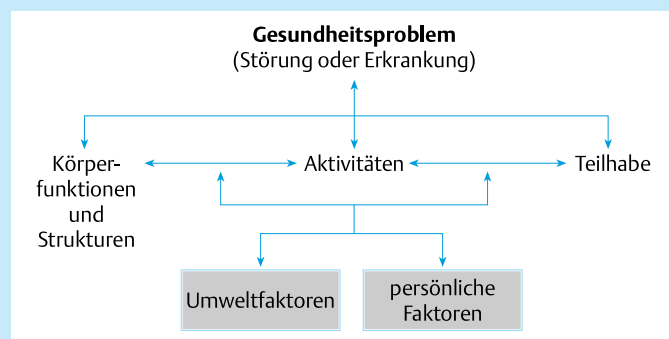 Gesundheitsproblem
(Störung oder Erkrankung)
Körper-
funktionen
und
Strukturen
Aktivitäten
Teilhabe
Umweltfaktoren
persönliche
Faktoren